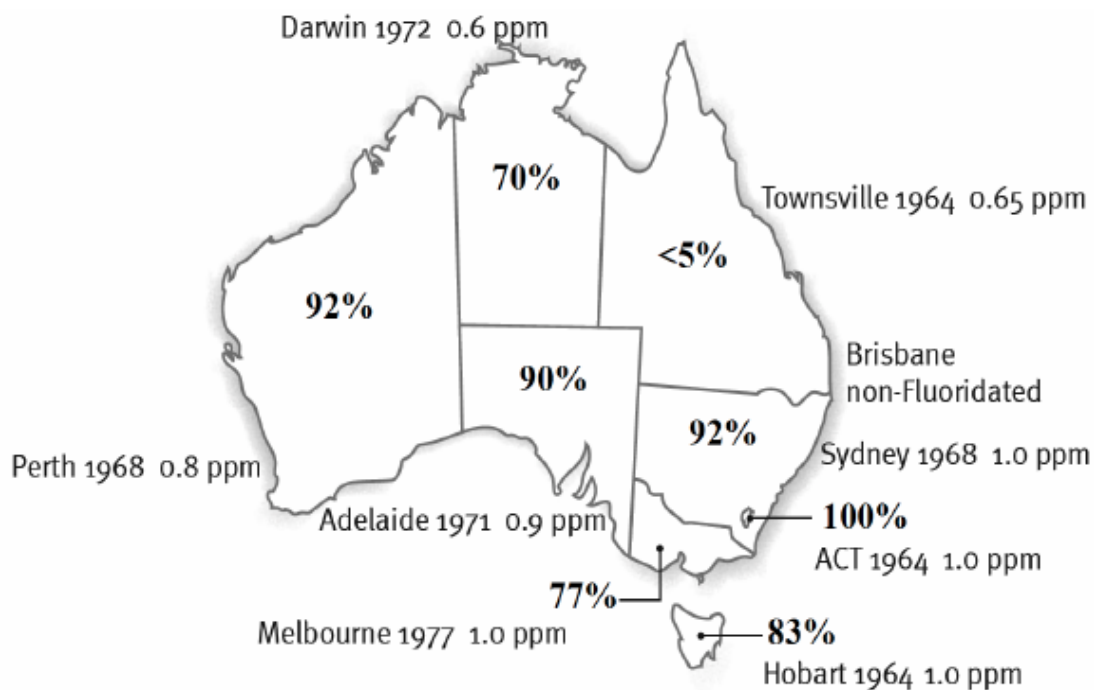 Darwin 1972 0.6 ppm
70%
Townsville 1964 0.65 ppm
<5%
92%
Brisbane
non-Fluoridated
90%
92%
Sydney 1968 1.0 ppm
Perth 1968 0.8 ppm
Adelaide 1971 0.9 ppm
100%
ACT 1964 1.0 ppm
77%
Melbourne 1977 1.0 ppm
83%
Hobart 1964 1.0 ppm